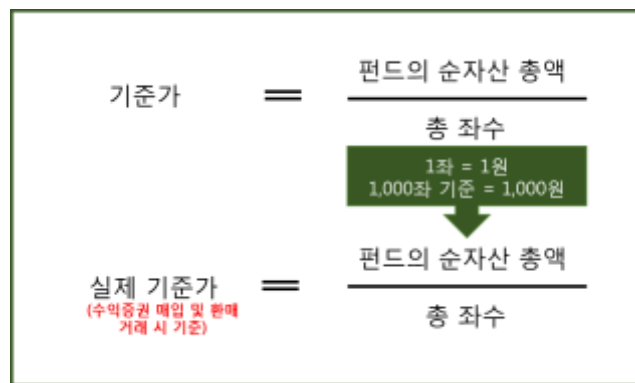 펀드의 순자산 총액
기준가 =
총 좌수
1좌 = 1원
1,000좌 기준 = 1,000원
펀드의 순자산 총액
실제 기준가 =
(수익증권 매입 및 환매
거래 시 기준)
총 좌수